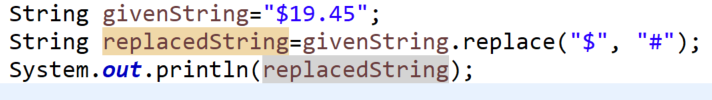 String givenString="$19.45";
String replacedString=givenString.replace("$", "#");
System.out.println(replacedString);